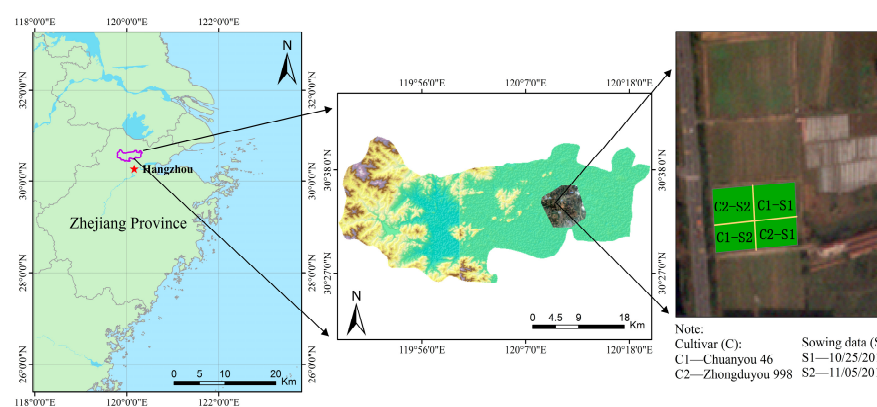 118°0'0"E 120°0'0"E 122°0'0"E
N
32°0'0"N
32°0'0"N
Hangzhou
30°0'0"N
30°0'0"N
Zhejiang Province
28°0'0"N
28°0'0"N
26°0'0"N
26°0'0"N
0 5 10 20
Km
118°0'0"E 120°0'0"E 122°0'0"E
119°56'0"E 120°7'0"E 120°18'0"E
30°38'0"N
30°38'0"N
30°27'0"N
30°27'0"N
N
0 4.5 9 18
Km
119°56'0"E 120°7'0"E 120°18'0"E
C2-S2 C1-S1
C1-S2 C2-S1
Note:
Cultivar (C): Sowing data (S
C1—Chuanyou 46 S1—10/25/201
C2—Zhongduyou 998 S2—11/05/201